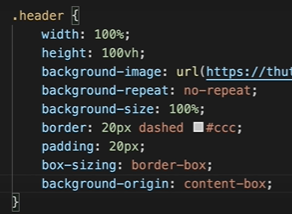 .header {
width: 100%;
height: 100vh;
background-image: url(https://thut
background-repeat: no-repeat;
background-size: 100%;
border: 20px dashed #ccc;
padding: 20px;
box-sizing: border-box;
background-origin: content-box;
}